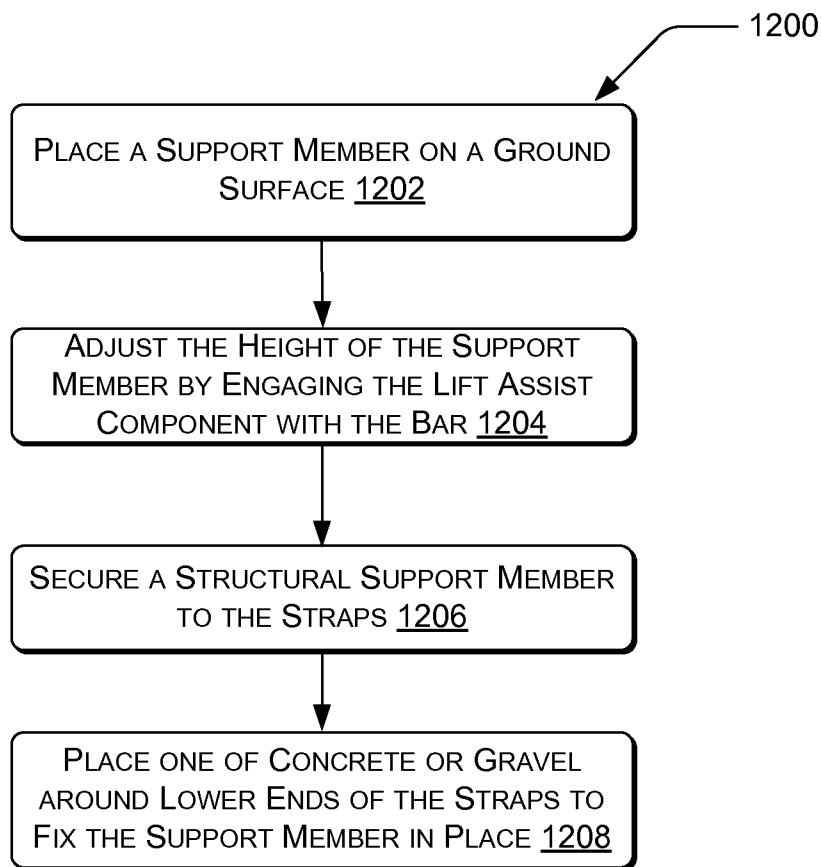 1200
PLACE A SUPPORT MEMBER ON A GROUND
SURFACE 1202
ADJUST THE HEIGHT OF THE SUPPORT
MEMBER BY ENGAGING THE LIFT ASSIST
COMPONENT WITH THE BAR 1204
SECURE A STRUCTURAL SUPPORT MEMBER
TO THE STRAPS 1206
PLACE ONE OF CONCRETE OR GRAVEL
AROUND LOWER ENDS OF THE STRAPS TO
FIX THE SUPPORT MEMBER IN PLACE 1208